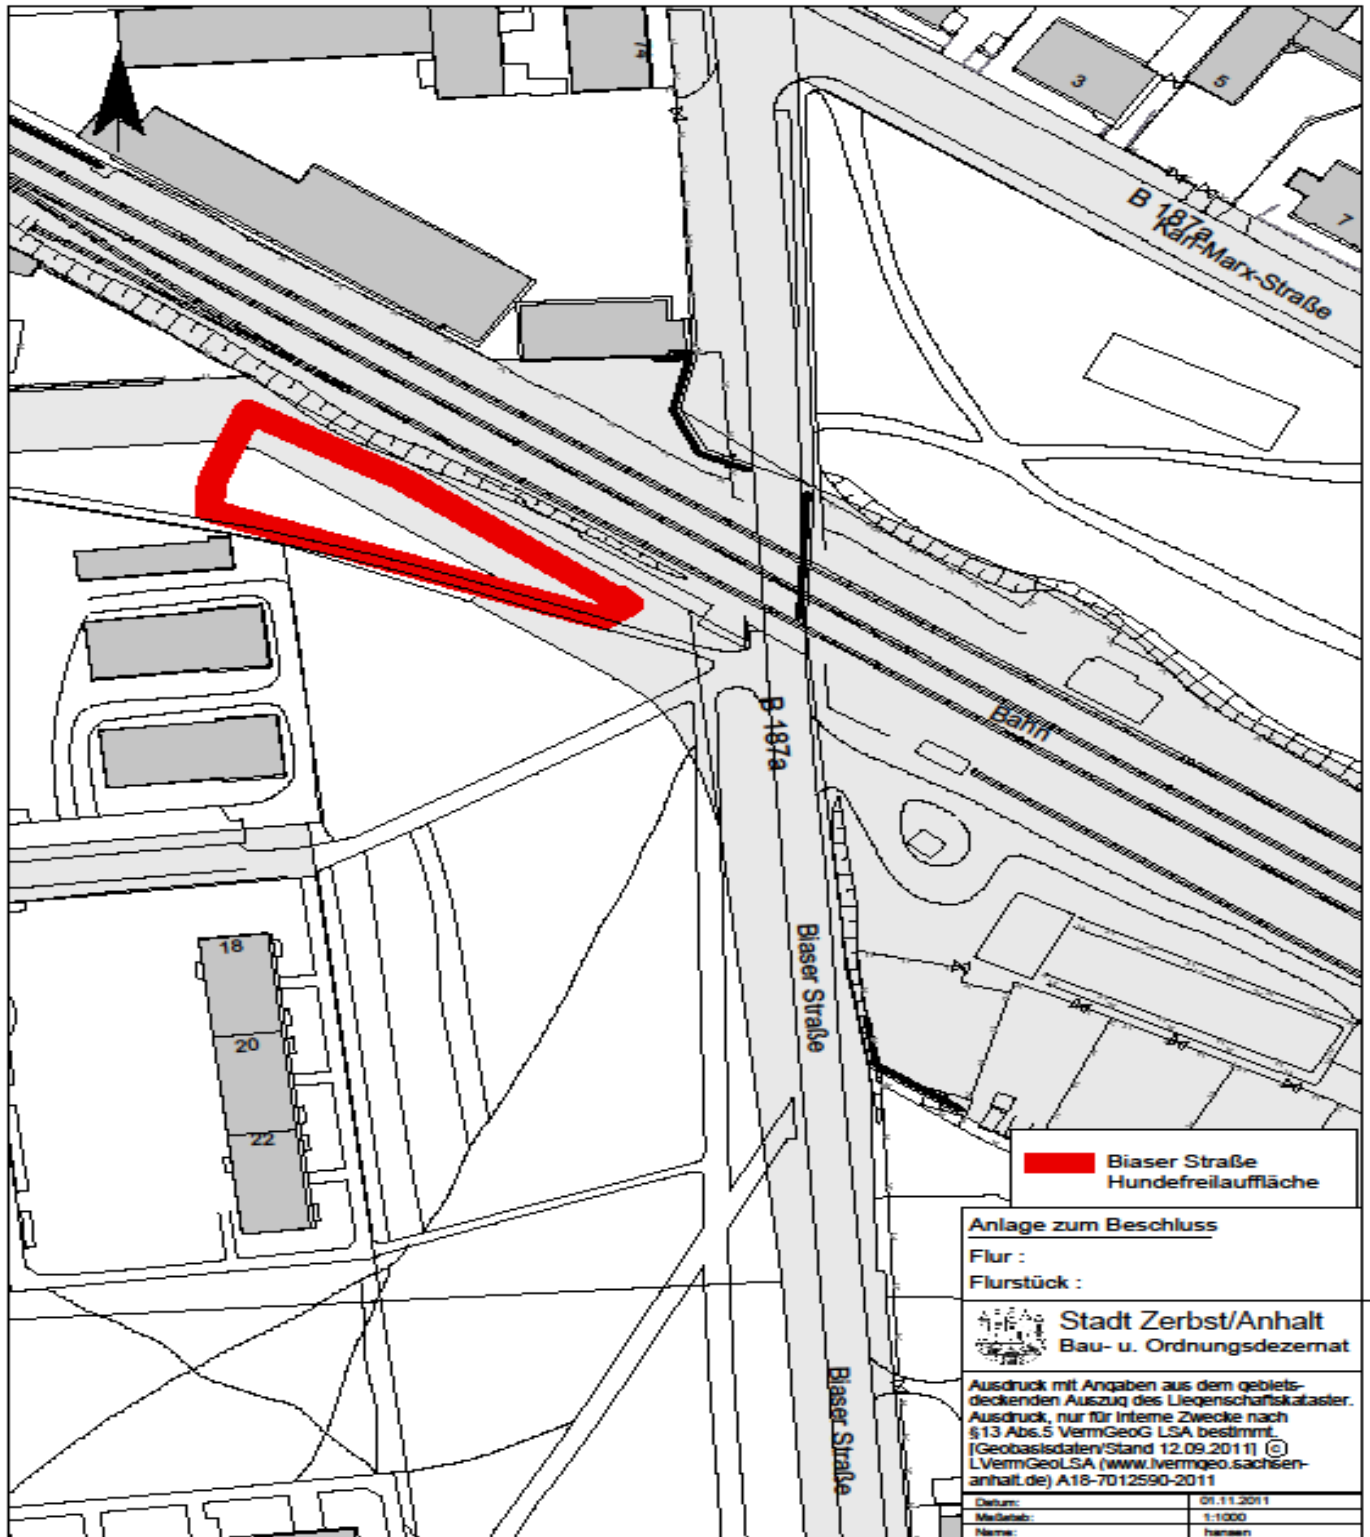 74
3
5
7
B 187a
Karl-Marx-Straße
Bahn
B 187a
Biaser Straße
18
20
22
Biaser Straße
Biaser Straße
Hundefreilauffläche
Anlage zum Beschluss
Flur :
Flurstück :
Stadt Zerbst/Anhalt
Bau- u. Ordnungsdezernat
Ausdruck mit Angaben aus dem gebiets-
deckenden Auszug des Liegenschaftskataster.
Ausdruck, nur für interne Zwecke nach
§13 Abs.5 VermGeoG LSA bestimmt.
[Geobasisdaten/Stand 12.09.2011] ©
LVermGeoLSA (www.lvermgeo.sachsen-
anhalt.de) A18-7012590-2011
Datum: 01.11.2011
Maßstab: 1:1000
Name: hansen